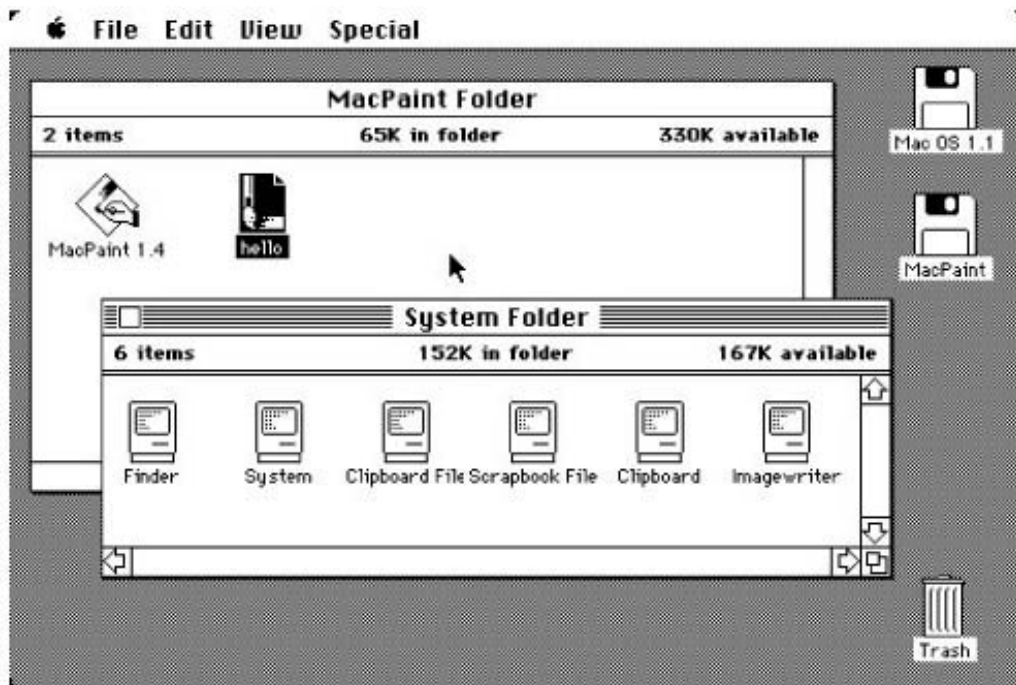 File Edit View Special
MacPaint Folder
2 items 65K in folder 330K available
MacPaint 1.4 hello
System Folder
6 items 152K in folder 167K available
Finder System Clipboard File Scrapbook File Clipboard Imagewriter
Mac OS 1.1
MacPaint
Trash